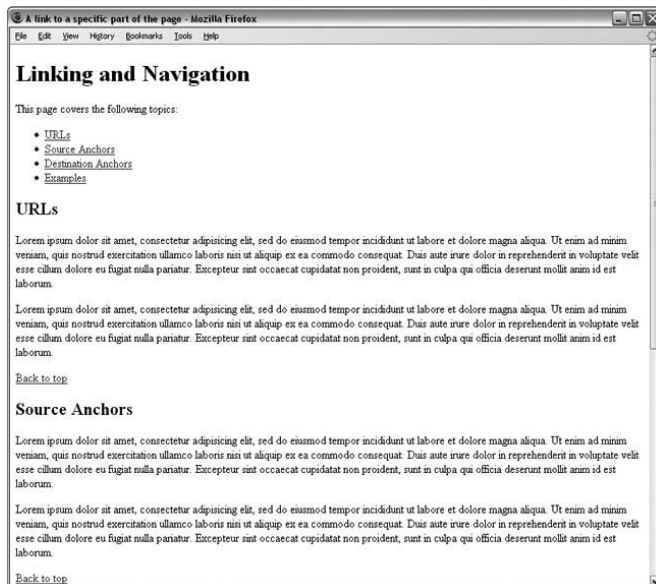 A link to a specific part of the page - Mozilla Firefox
File Edit View History Bookmarks Tools Help
Linking and Navigation
This page covers the following topics:
• URLs
• Source Anchors
• Destination Anchors
• Examples
URLs
Lorem ipsum dolor sit amet, consectetur adipisicing elit, sed do eiusmod tempor incididunt ut labore et dolore magna aliqua. Ut enim ad minim
veniam, quis nostrud exercitation ullamco laboris nisi ut aliquip ex ea commodo consequat. Duis aute irure dolor in reprehenderit in voluptate velit
esse cillum dolore eu fugiat nulla pariatur. Excepteur sint occaecat cupidatat non proident, sunt in culpa qui officia deserunt mollit anim id est
laborum.
Lorem ipsum dolor sit amet, consectetur adipisicing elit, sed do eiusmod tempor incididunt ut labore et dolore magna aliqua. Ut enim ad minim
veniam, quis nostrud exercitation ullamco laboris nisi ut aliquip ex ea commodo consequat. Duis aute irure dolor in reprehenderit in voluptate velit
esse cillum dolore eu fugiat nulla pariatur. Excepteur sint occaecat cupidatat non proident, sunt in culpa qui officia deserunt mollit anim id est
laborum.
Back to top
Source Anchors
Lorem ipsum dolor sit amet, consectetur adipisicing elit, sed do eiusmod tempor incididunt ut labore et dolore magna aliqua. Ut enim ad minim
veniam, quis nostrud exercitation ullamco laboris nisi ut aliquip ex ea commodo consequat. Duis aute irure dolor in reprehenderit in voluptate velit
esse cillum dolore eu fugiat nulla pariatur. Excepteur sint occaecat cupidatat non proident, sunt in culpa qui officia deserunt mollit anim id est
laborum.
Lorem ipsum dolor sit amet, consectetur adipisicing elit, sed do eiusmod tempor incididunt ut labore et dolore magna aliqua. Ut enim ad minim
veniam, quis nostrud exercitation ullamco laboris nisi ut aliquip ex ea commodo consequat. Duis aute irure dolor in reprehenderit in voluptate velit
esse cillum dolore eu fugiat nulla pariatur. Excepteur sint occaecat cupidatat non proident, sunt in culpa qui officia deserunt mollit anim id est
laborum.
Back to top